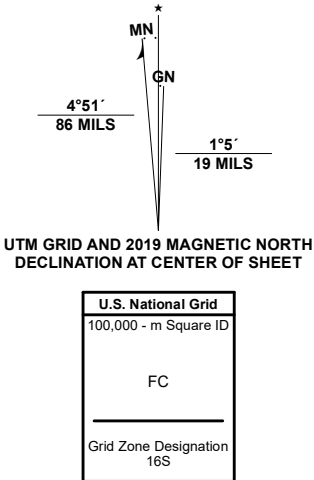 MN
GN
4°51´
86 MILS
1°5´
19 MILS
UTM GRID AND 2019 MAGNETIC NORTH
DECLINATION AT CENTER OF SHEET
U.S. National Grid
100,000 - m Square ID
FC
Grid Zone Designation
16S